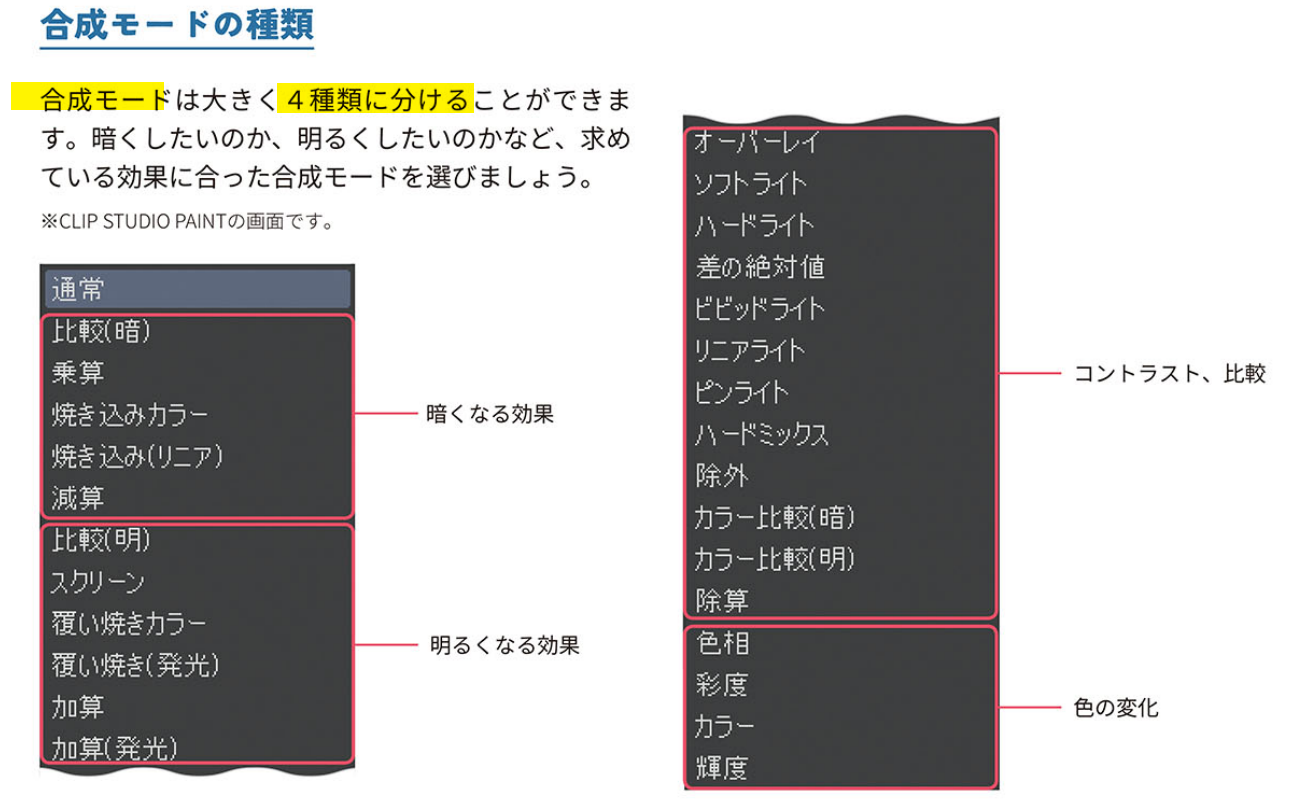 合成モードの種類
合成モードは大きく４種類に分けることができま
す。暗くしたいのか、明るくしたいのかなど、求め
ている効果に合った合成モードを選びましょう。
※CLIP STUDIO PAINTの画面です。
通常
比較(暗)
乗算
焼き込みカラー
焼き込み(リニア)
減算
暗くなる効果
比較(明)
スクリーン
覆い焼きカラー
覆い焼き(発光)
加算
加算(発光)
明るくなる効果
オーバーレイ
ソフトライト
ハードライト
差の絶対値
ビビッドライト
リニアライト
ピンライト
ハードミックス
除外
カラー比較(暗)
カラー比較(明)
除算
コントラスト、比較
色相
彩度
カラー
輝度
色の変化